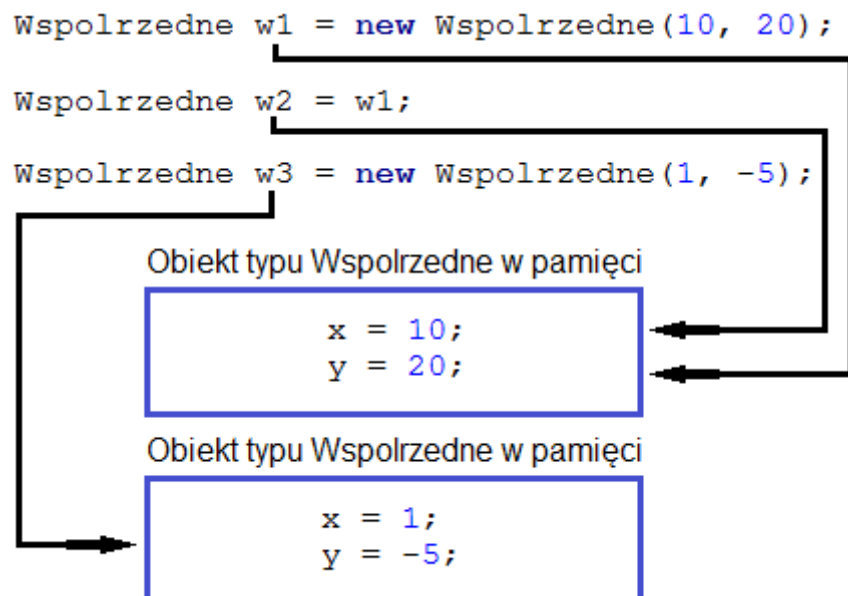 Wspolrzedne w1 = new Wspolrzedne(10, 20);
Wspolrzedne w2 = w1;
Wspolrzedne w3 = new Wspolrzedne(1, -5);
Obiekt typu Wspolrzedne w pamięci
x = 10;
y = 20;
Obiekt typu Wspolrzedne w pamięci
x = 1;
y = -5;